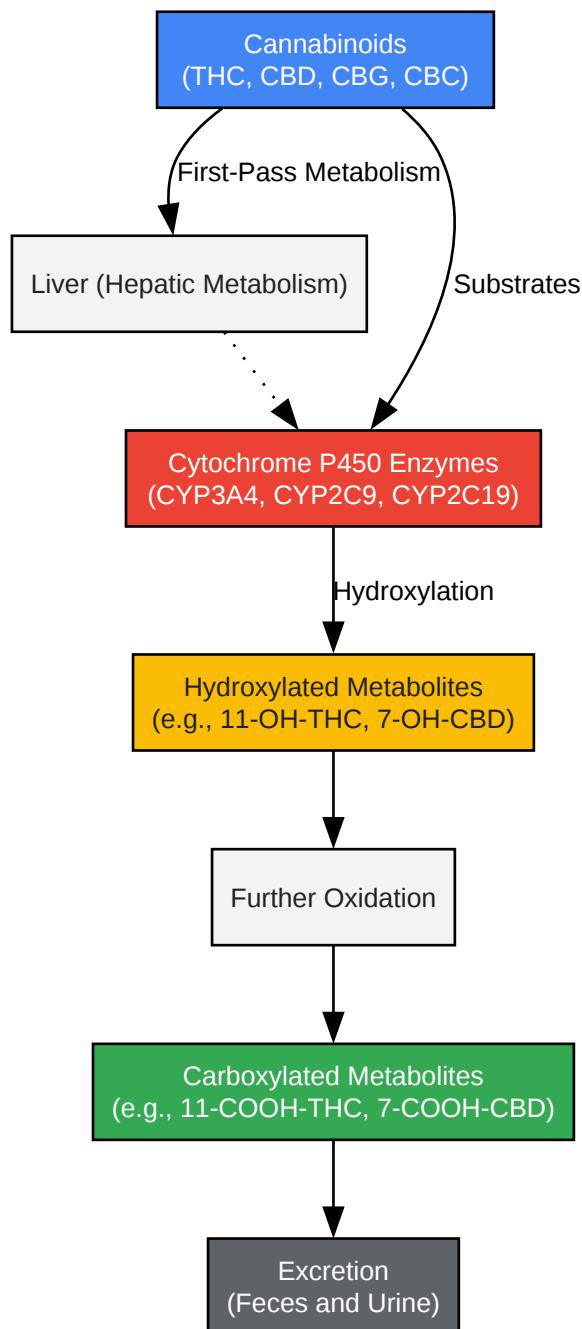 Cannabinoids
(THC, CBD, CBG, CBC)
First-Pass Metabolism
Liver (Hepatic Metabolism)
Substrates
Cytochrome P450 Enzymes
(CYP3A4, CYP2C9, CYP2C19)
Hydroxylation
Hydroxylated Metabolites
(e.g., 11-OH-THC, 7-OH-CBD)
Further Oxidation
Carboxylated Metabolites
(e.g., 11-COOH-THC, 7-COOH-CBD)
Excretion
(Feces and Urine)